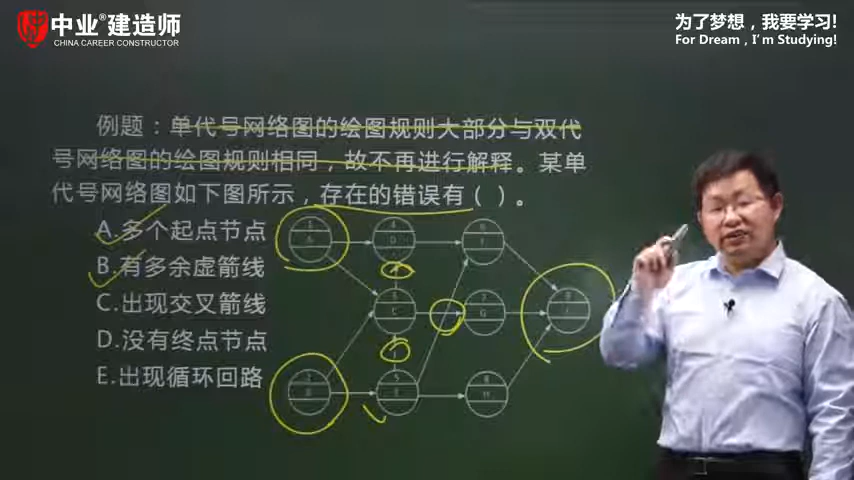 中业®建造师
CHINA CAREER CONSTRUCTOR
为了梦想，我要学习!
For Dream , I'm Studying!
例题：单代号网络图的绘图规则大部分与双代
号网络图的绘图规则相同，故不再进行解释。某单
代号网络图如下图所示，存在的错误有（ ）。
A.多个起点节点
B.有多余虚箭线
C.出现交叉箭线
D.没有终点节点
E.出现循环回路